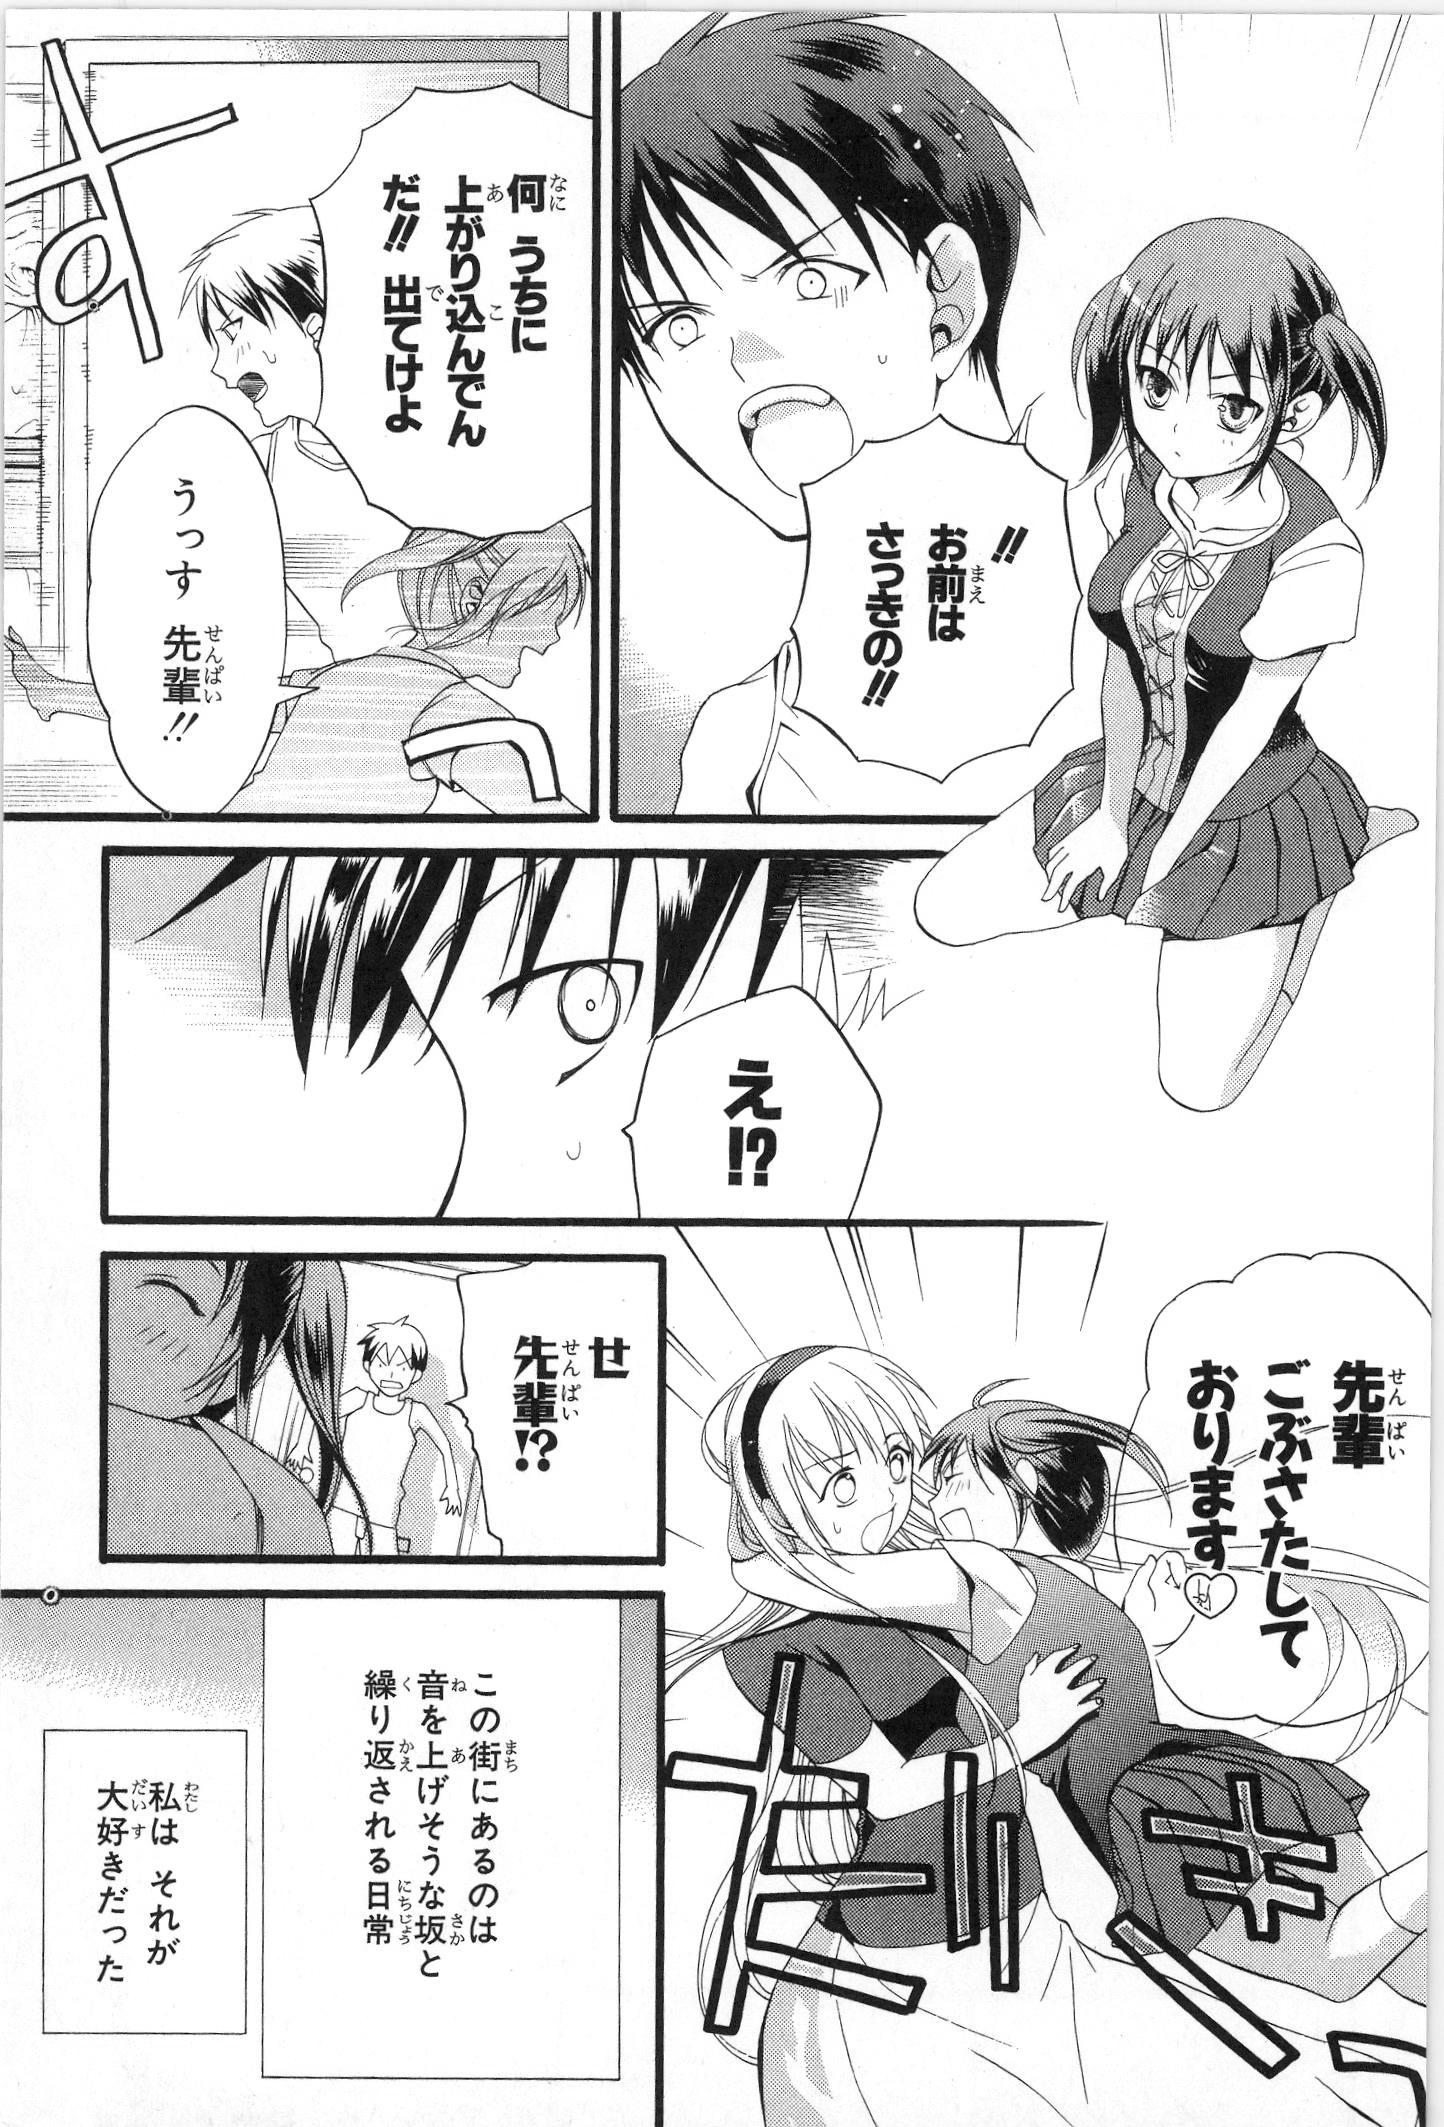 !!
お前は
さっきの!!
何 うちに
上がり込んでん
だ!! 出てけよ
うっす 先輩!!
え!?
先輩
ごぶさたして
おります
せ
先輩!?
この街にあるのは
音を上げそうな坂と
繰り返される日常
私は それが
大好きだった